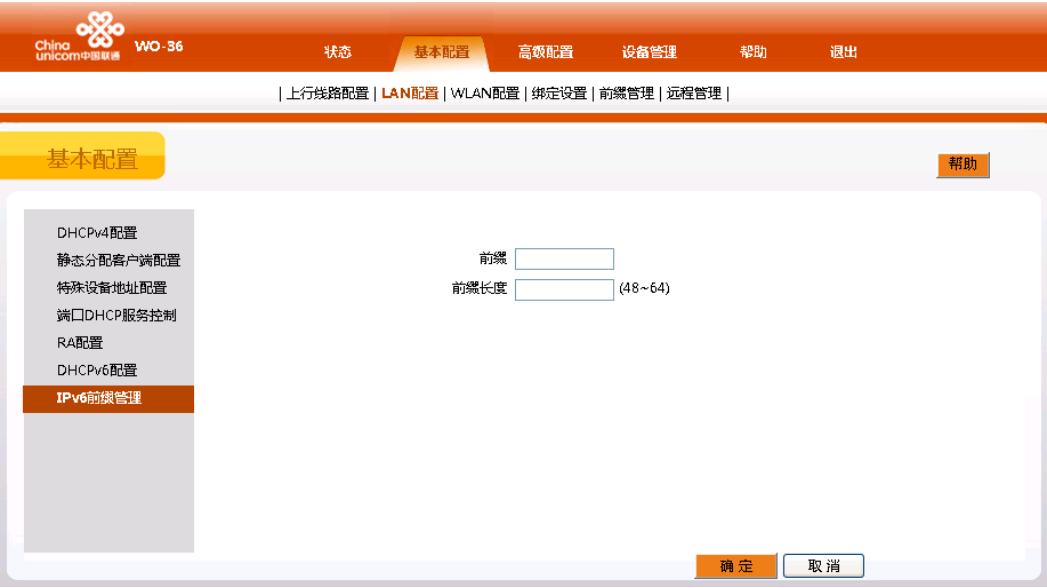 China
unicom中国联通
WO-36
状态 基本配置 高级配置 设备管理 帮助 退出
| 上行线路配置 | LAN配置 | WLAN配置 | 绑定设置 | 前缀管理 | 远程管理 |
基本配置
帮助
DHCPv4配置
静态分配客户端配置
特殊设备地址配置
端口DHCP服务控制
RA配置
DHCPv6配置
IPv6前缀管理
前缀
前缀长度 (48~64)
确定 取消